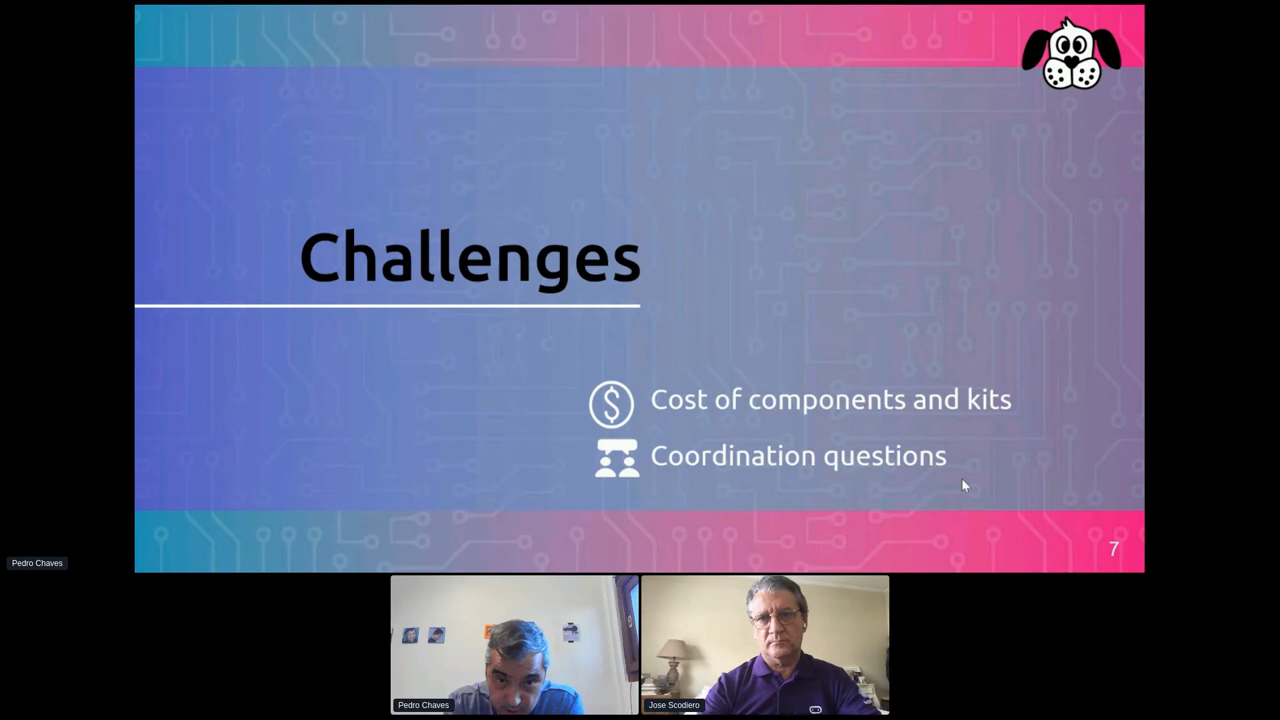 Challenges
Cost of components and kits
Coordination questions
7
Pedro Chaves
Pedro Chaves
Jose Scodiero